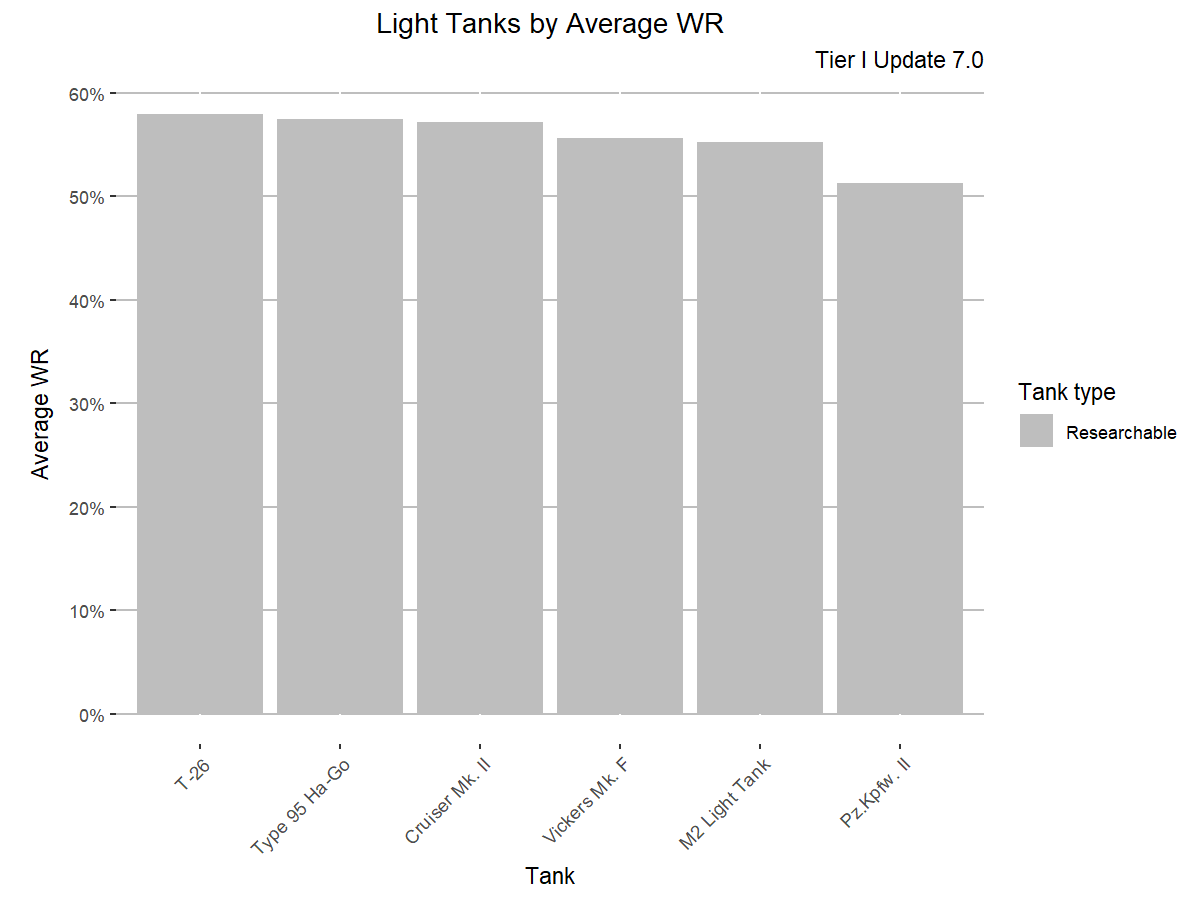 Light Tanks by Average WR
Tier I Update 7.0
60%
50%
40%
30%
20%
10%
0%
Average WR
T-26
Type 95 Ha-Go
Cruiser Mk. II
Vickers Mk. F
M2 Light Tank
Pz.Kpfw. II
Tank
Tank type
Researchable